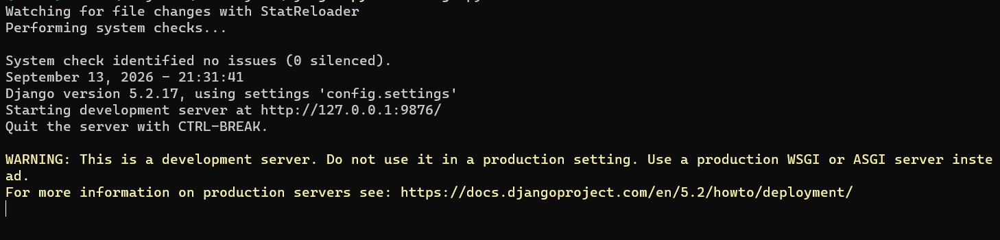 Watching for file changes with StatReloader
Performing system checks...
System check identified no issues (0 silenced).
September 13, 2026 - 21:31:41
Django version 5.2.17, using settings 'config.settings'
Starting development server at http://127.0.0.1:9876/
Quit the server with CTRL-BREAK.
WARNING: This is a development server. Do not use it in a production setting. Use a production WSGI or ASGI server inste
ad.
For more information on production servers see: https://docs.djangoproject.com/en/5.2/howto/deployment/